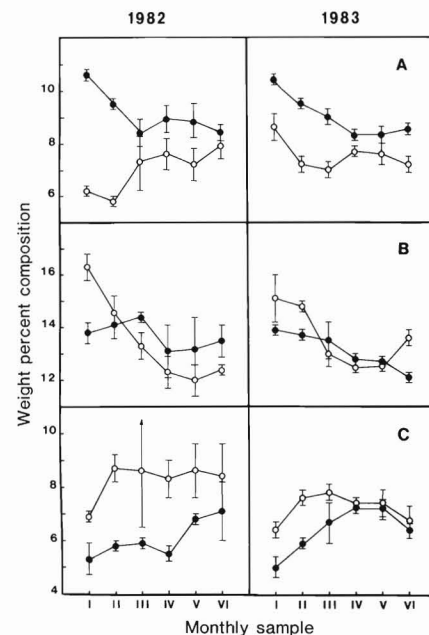 1982 1983
A
10
8
6
B
16
14
12
C
10
8
6
4
I II III IV V VI I II III IV V VI
Weight percent composition
Monthly sample